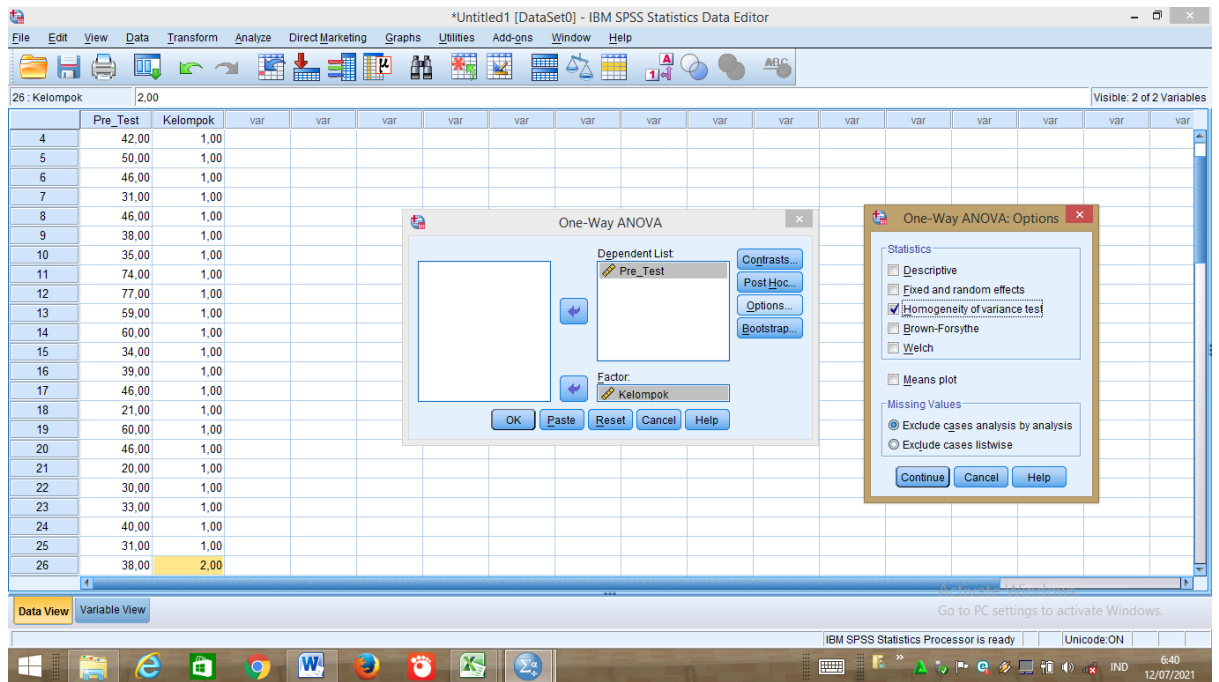 *Untitled1 [DataSet0] - IBM SPSS Statistics Data Editor
File Edit View Data Transform Analyze Direct Marketing Graphs Utilities Add-ons Window Help
26 : Kelompok 2,00 Visible: 2 of 2 Variables
Pre_Test Kelompok var var var var var var var var var var var var var var var
4 42,00 1,00
5 50,00 1,00
6 46,00 1,00
7 31,00 1,00
8 46,00 1,00
9 38,00 1,00
10 35,00 1,00
11 74,00 1,00
12 77,00 1,00
13 59,00 1,00
14 60,00 1,00
15 34,00 1,00
16 39,00 1,00
17 46,00 1,00
18 21,00 1,00
19 60,00 1,00
20 46,00 1,00
21 20,00 1,00
22 30,00 1,00
23 33,00 1,00
24 40,00 1,00
25 31,00 1,00
26 38,00 2,00
One-Way ANOVA
Dependent List:
Pre_Test
Factor:
Kelompok
Contrasts...
Post Hoc...
Options...
Bootstrap...
OK Paste Reset Cancel Help
One-Way ANOVA: Options
Statistics
Descriptive
Fixed and random effects
Homogeneity of variance test
Brown-Forsythe
Welch
Means plot
Missing Values
Exclude cases analysis by analysis
Exclude cases listwise
Continue Cancel Help
Data View Variable View
Go to PC settings to activate Windows.
IBM SPSS Statistics Processor is ready Unicode:ON
IND 6:40
12/07/2021